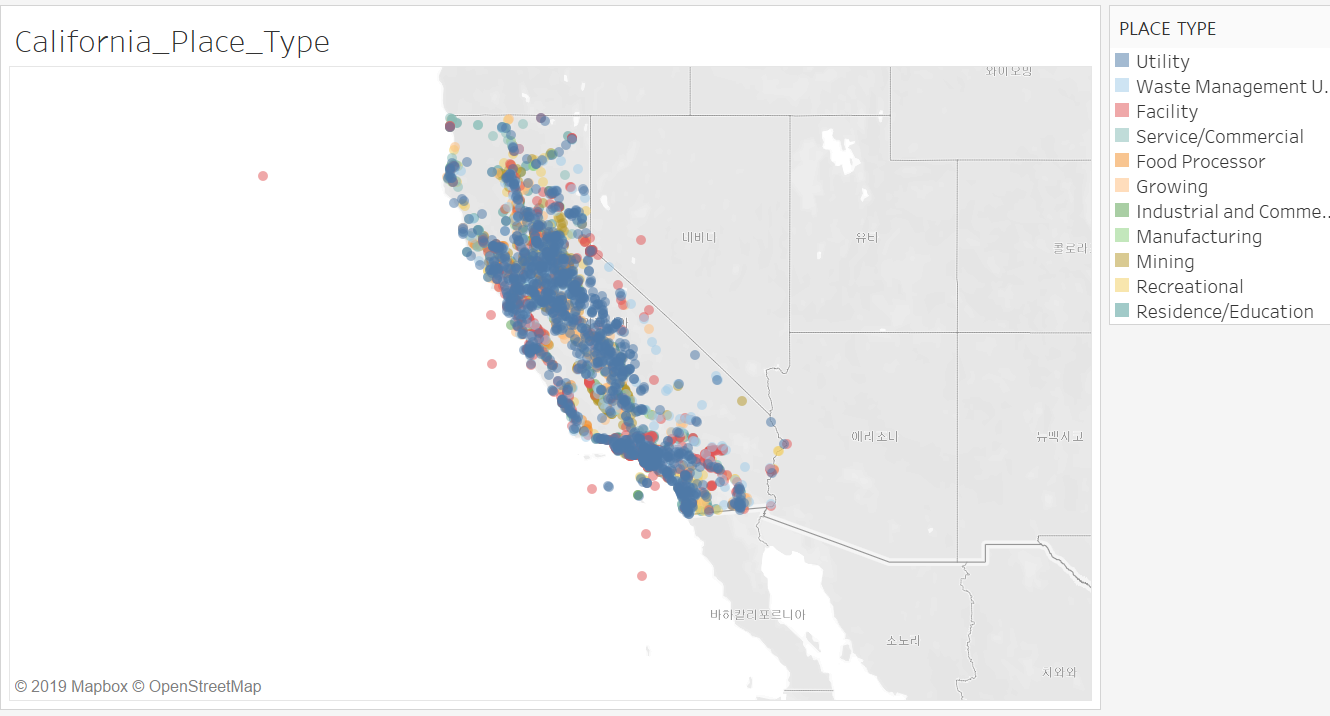 California_Place_Type
PLACE TYPE
Utility
Waste Management U..
Facility
Service/Commercial
Food Processor
Growing
Industrial and Comme..
Manufacturing
Mining
Recreational
Residence/Education
와이오밍
네바다
유타
콜로라
애리조나
뉴멕시코
바하칼리포르니아
소노라
치와와
© 2019 Mapbox © OpenStreetMap